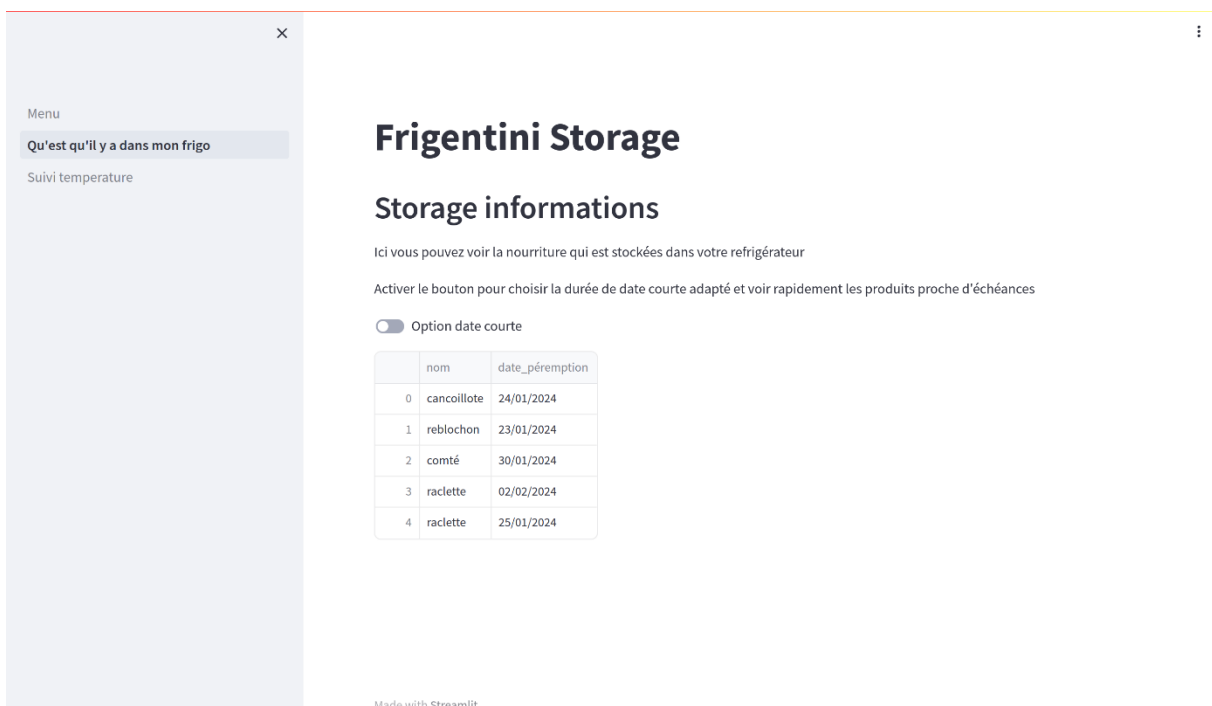 Menu
Qu'est qu'il y a dans mon frigo
Suivi temperature
Frigentini Storage
Storage informations
Ici vous pouvez voir la nourriture qui est stockées dans votre refrigérateur
Activer le bouton pour choisir la durée de date courte adapté et voir rapidement les produits proche d'échéances
Option date courte
nom date_péremption
0 cancoillote 24/01/2024
1 reblochon 23/01/2024
2 comté 30/01/2024
3 raclette 02/02/2024
4 raclette 25/01/2024
Made with Streamlit